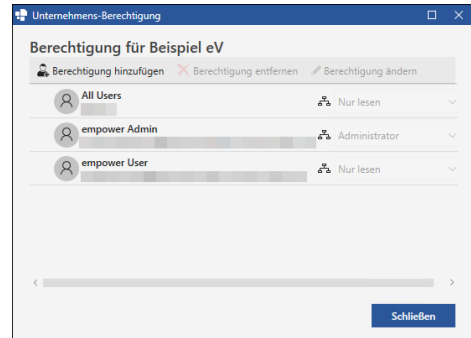 Unternehmens-Berechtigung
Berechtigung für Beispiel eV
Berechtigung hinzufügen Berechtigung entfernen Berechtigung ändern
All Users
Nur lesen
empower Admin
Administrator
empower User
Nur lesen
Schließen